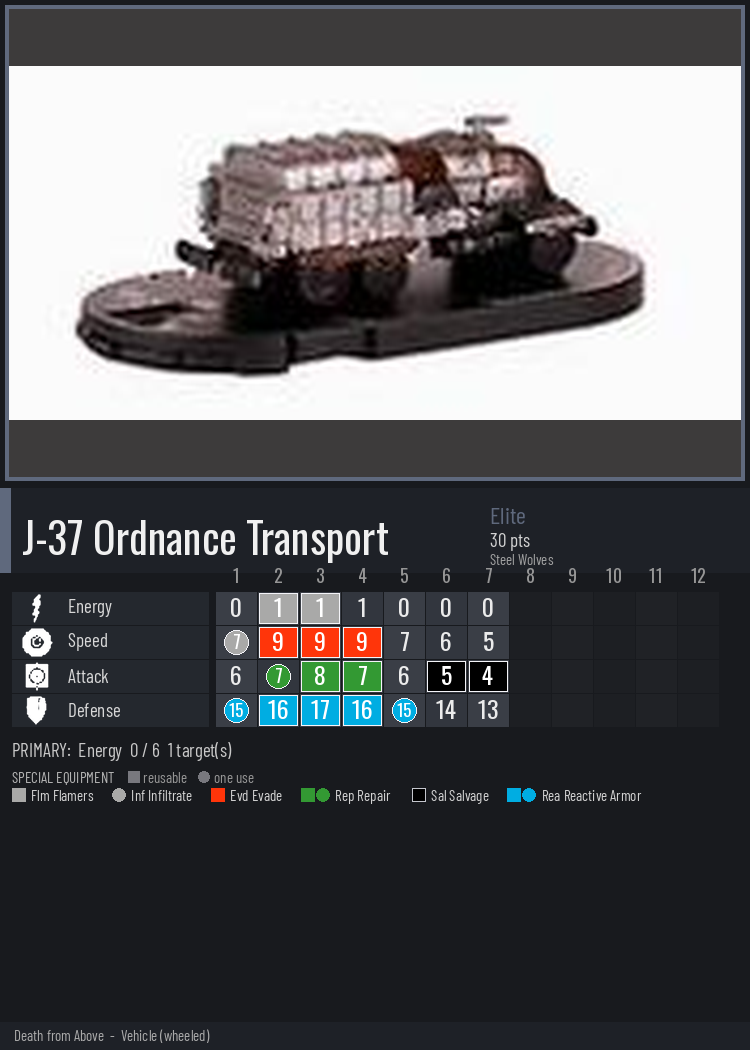 J-37 Ordnance Transport
Elite
30 pts
Steel Wolves
1 2 3 4 5 6 7 8 9 10 11 12
Energy 0 1 1 1 0 0 0
Speed 7 9 9 9 7 6 5
Attack 6 7 8 7 6 5 4
Defense 15 16 17 16 15 14 13
PRIMARY: Energy 0 / 6 1 target(s)
SPECIAL EQUIPMENT reusable one use
Flm Flamers Inf Infiltrate Evd Evade Rep Repair Sal Salvage Rea Reactive Armor
Death from Above - Vehicle (wheeled)